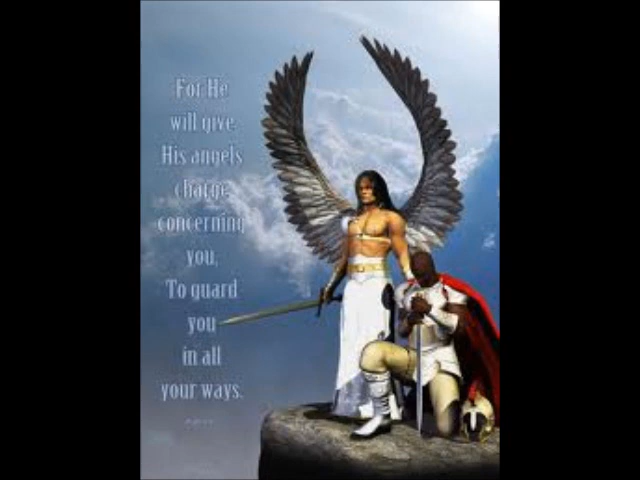 For He
will give
His angels
charge
concerning
you,
To guard
you
in all
your ways.